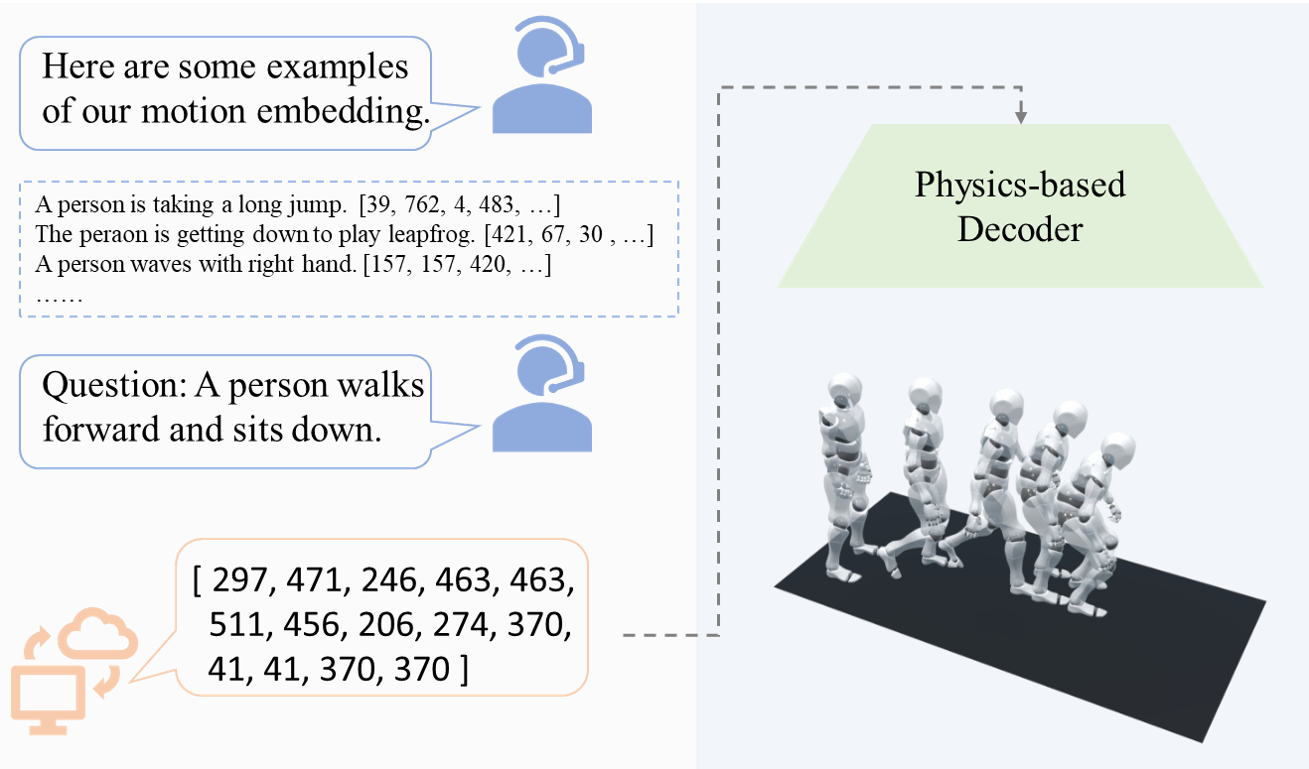 Here are some examples
of our motion embedding.
A person is taking a long jump. [39, 762, 4, 483, …]
The peraon is getting down to play leapfrog. [421, 67, 30 , …]
A person waves with right hand. [157, 157, 420, …]
……
Question: A person walks
forward and sits down.
[ 297, 471, 246, 463, 463,
511, 456, 206, 274, 370,
41, 41, 370, 370 ]
Physics-based
Decoder